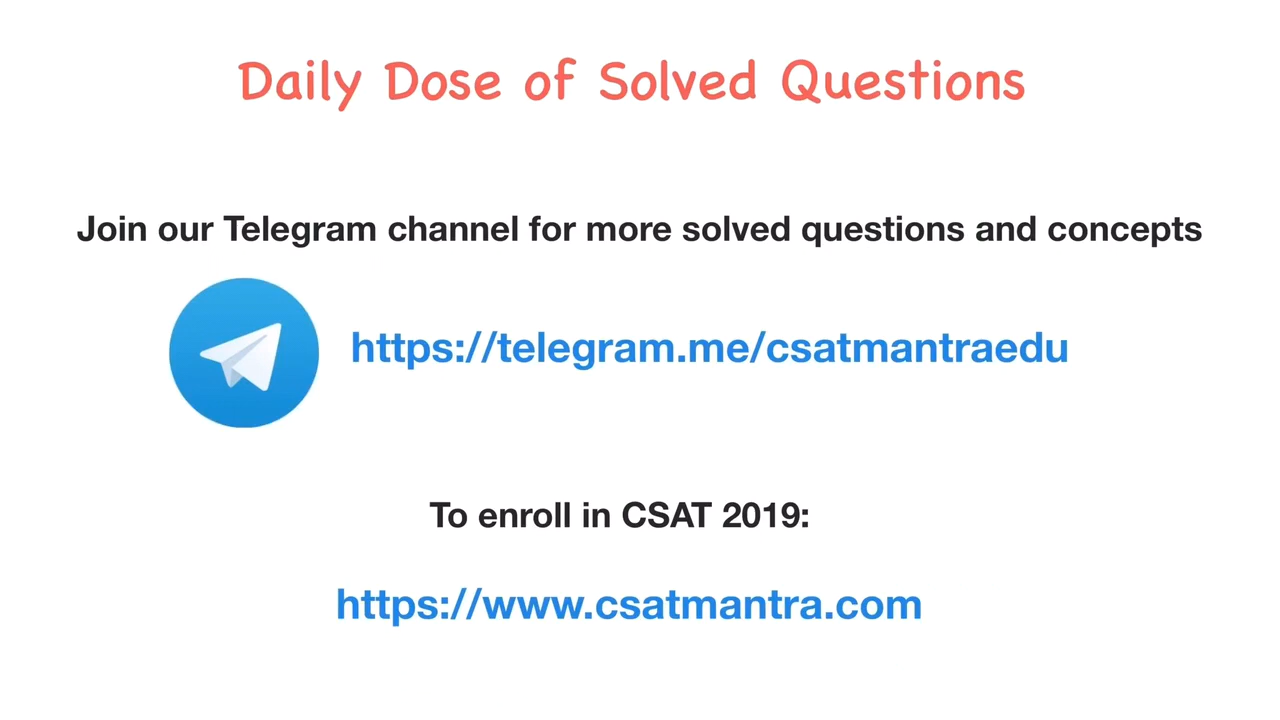 Daily Dose of Solved Questions
Join our Telegram channel for more solved questions and concepts
https://telegram.me/csatmantraedu
To enroll in CSAT 2019:
https://www.csatmantra.com